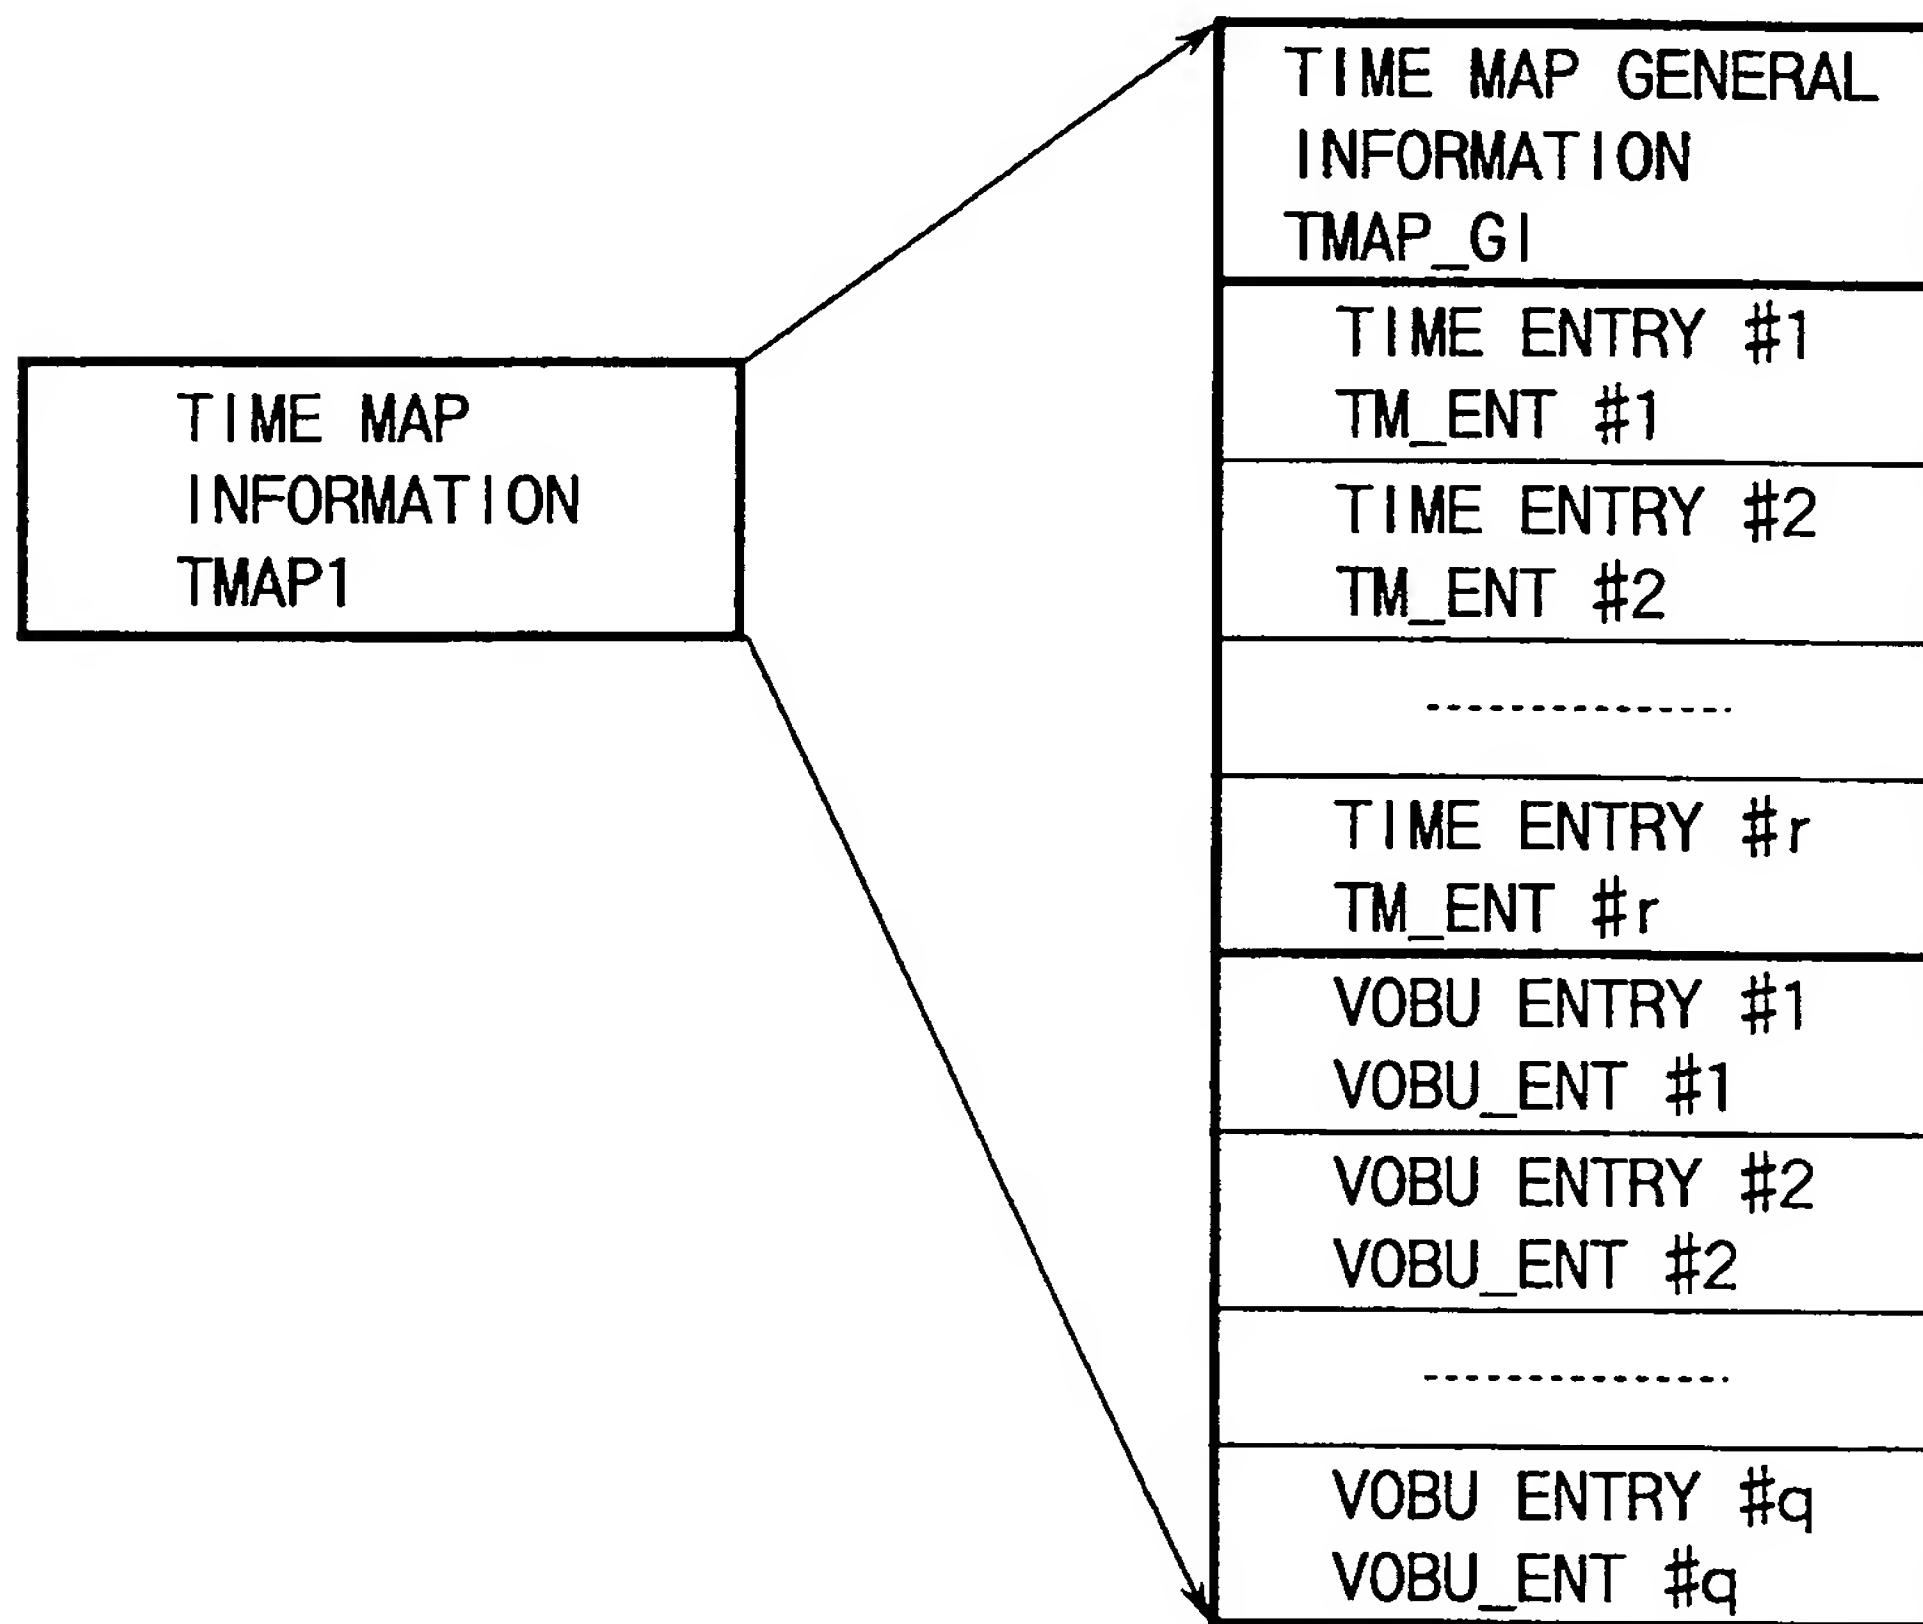 TIME MAP
INFORMATION
TMAP1
TIME MAP GENERAL
INFORMATION
TMAP_GI
TIME ENTRY #1
TM_ENT #1
TIME ENTRY #2
TM_ENT #2
TIME ENTRY #r
TM_ENT #r
VOBU ENTRY #1
VOBU_ENT #1
VOBU ENTRY #2
VOBU_ENT #2
VOBU ENTRY #q
VOBU_ENT #q